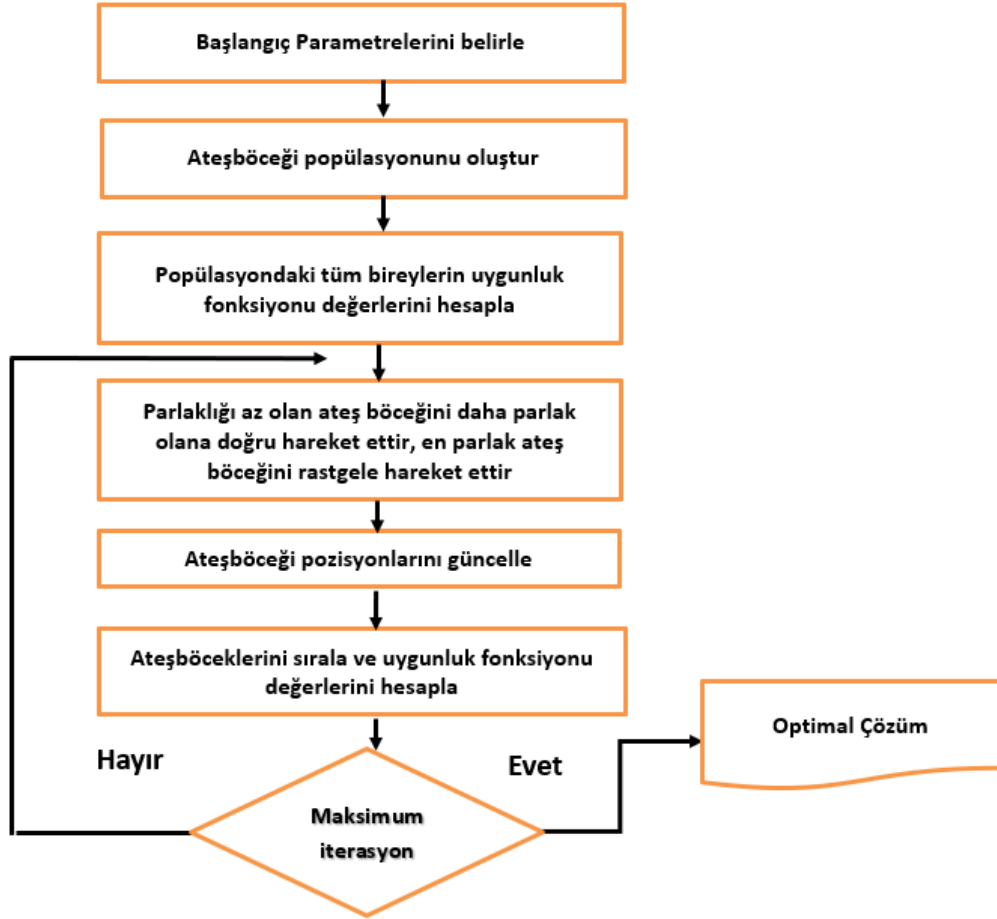 Başlangıç Parametrelerini belirle
Ateşböceği popülasyonunu oluştur
Popülasyondaki tüm bireylerin uygunluk
fonksiyonu değerlerini hesapla
Parlaklığı az olan ateş böceğini daha parlak
olana doğru hareket ettir, en parlak ateş
böceğini rastgele hareket ettir
Ateşböceği pozisyonlarını güncelle
Ateşböceklerini sırala ve uygunluk fonksiyonu
değerlerini hesapla
Hayır
Evet
Maksimum
iterasyon
Optimal Çözüm